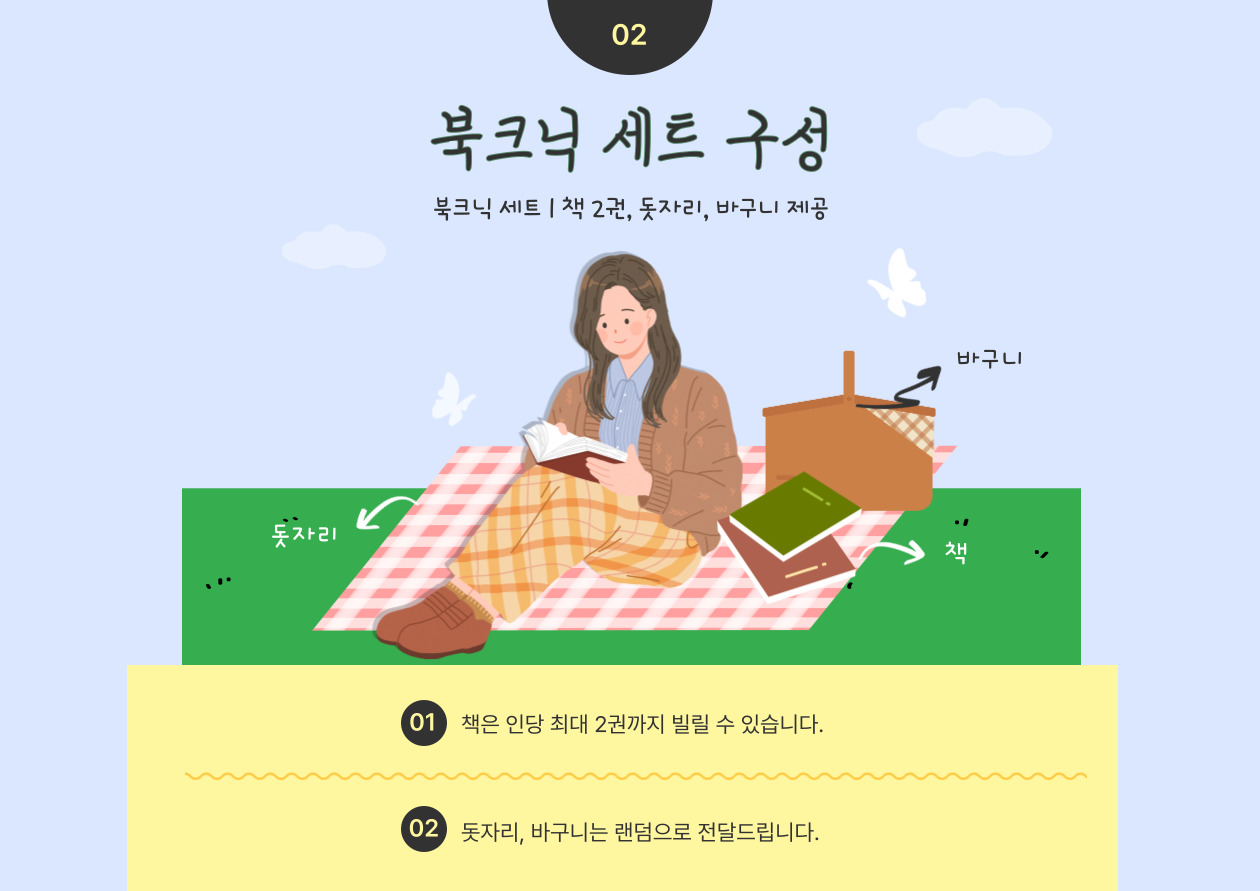 02
북크닉 세트 구성
북크닉 세트 | 책 2권, 돗자리, 바구니 제공
바구니
돗자리
책
01 책은 인당 최대 2권까지 빌릴 수 있습니다.
02 돗자리, 바구니는 랜덤으로 전달드립니다.